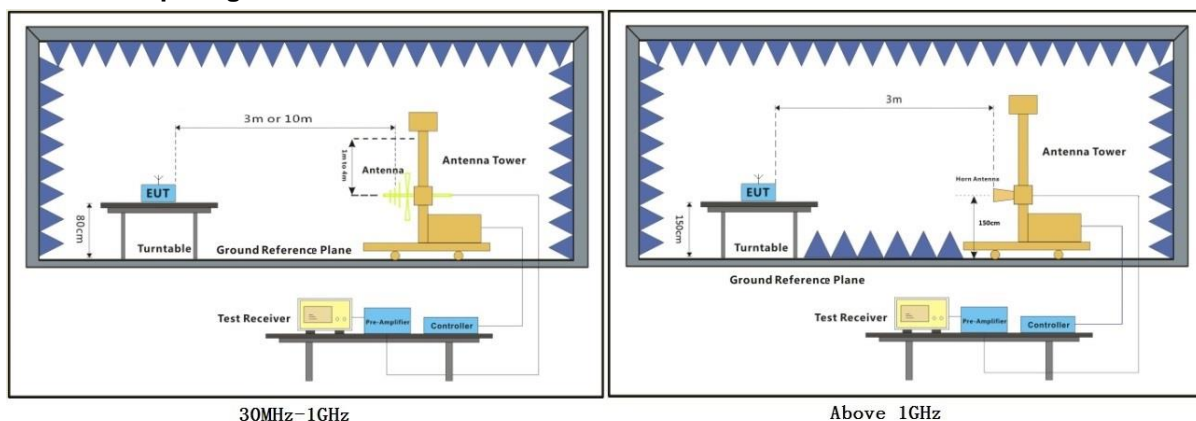 3m or 10m
1m to 4m
Antenna
Antenna Tower
EUT
80cm
Turntable
Ground Reference Plane
Test Receiver
Pre-Amplifier
Controller
30MHz-1GHz
3m
Antenna Tower
Horn Antenna
EUT
150cm
150cm
Turntable
Ground Reference Plane
Test Receiver
Pre-Amplifier
Controller
Above 1GHz